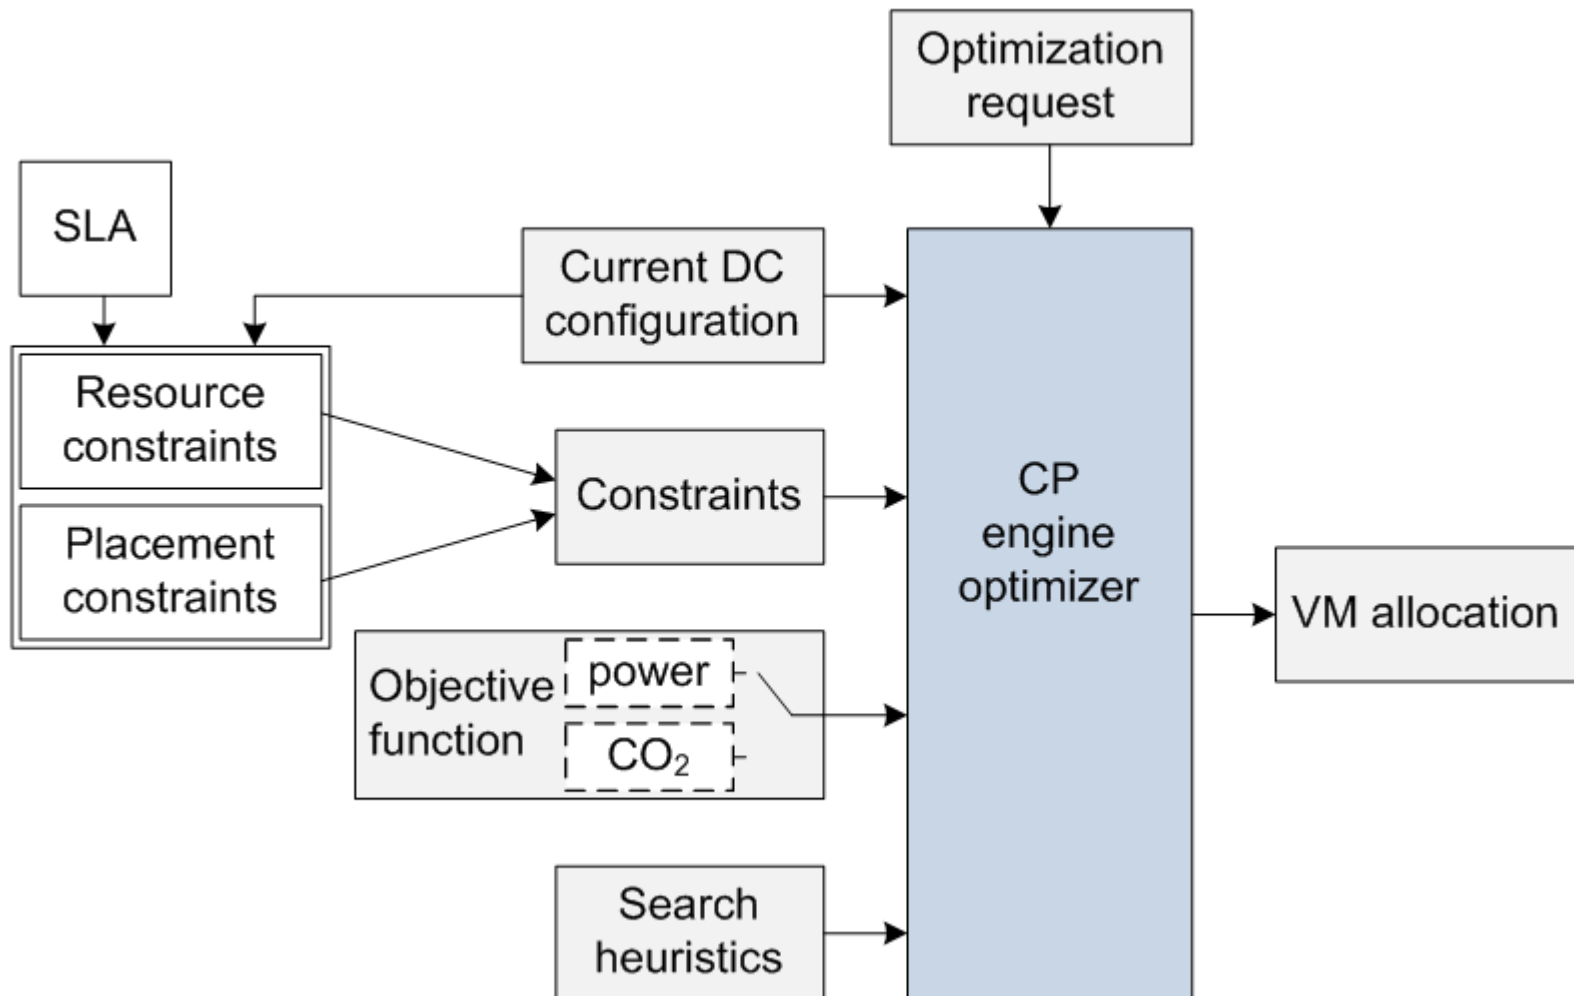 Optimization
request
SLA
Current DC
configuration
Resource
constraints
Placement
constraints
Constraints
CP
engine
optimizer
VM allocation
Objective
function
power
CO₂
Search
heuristics